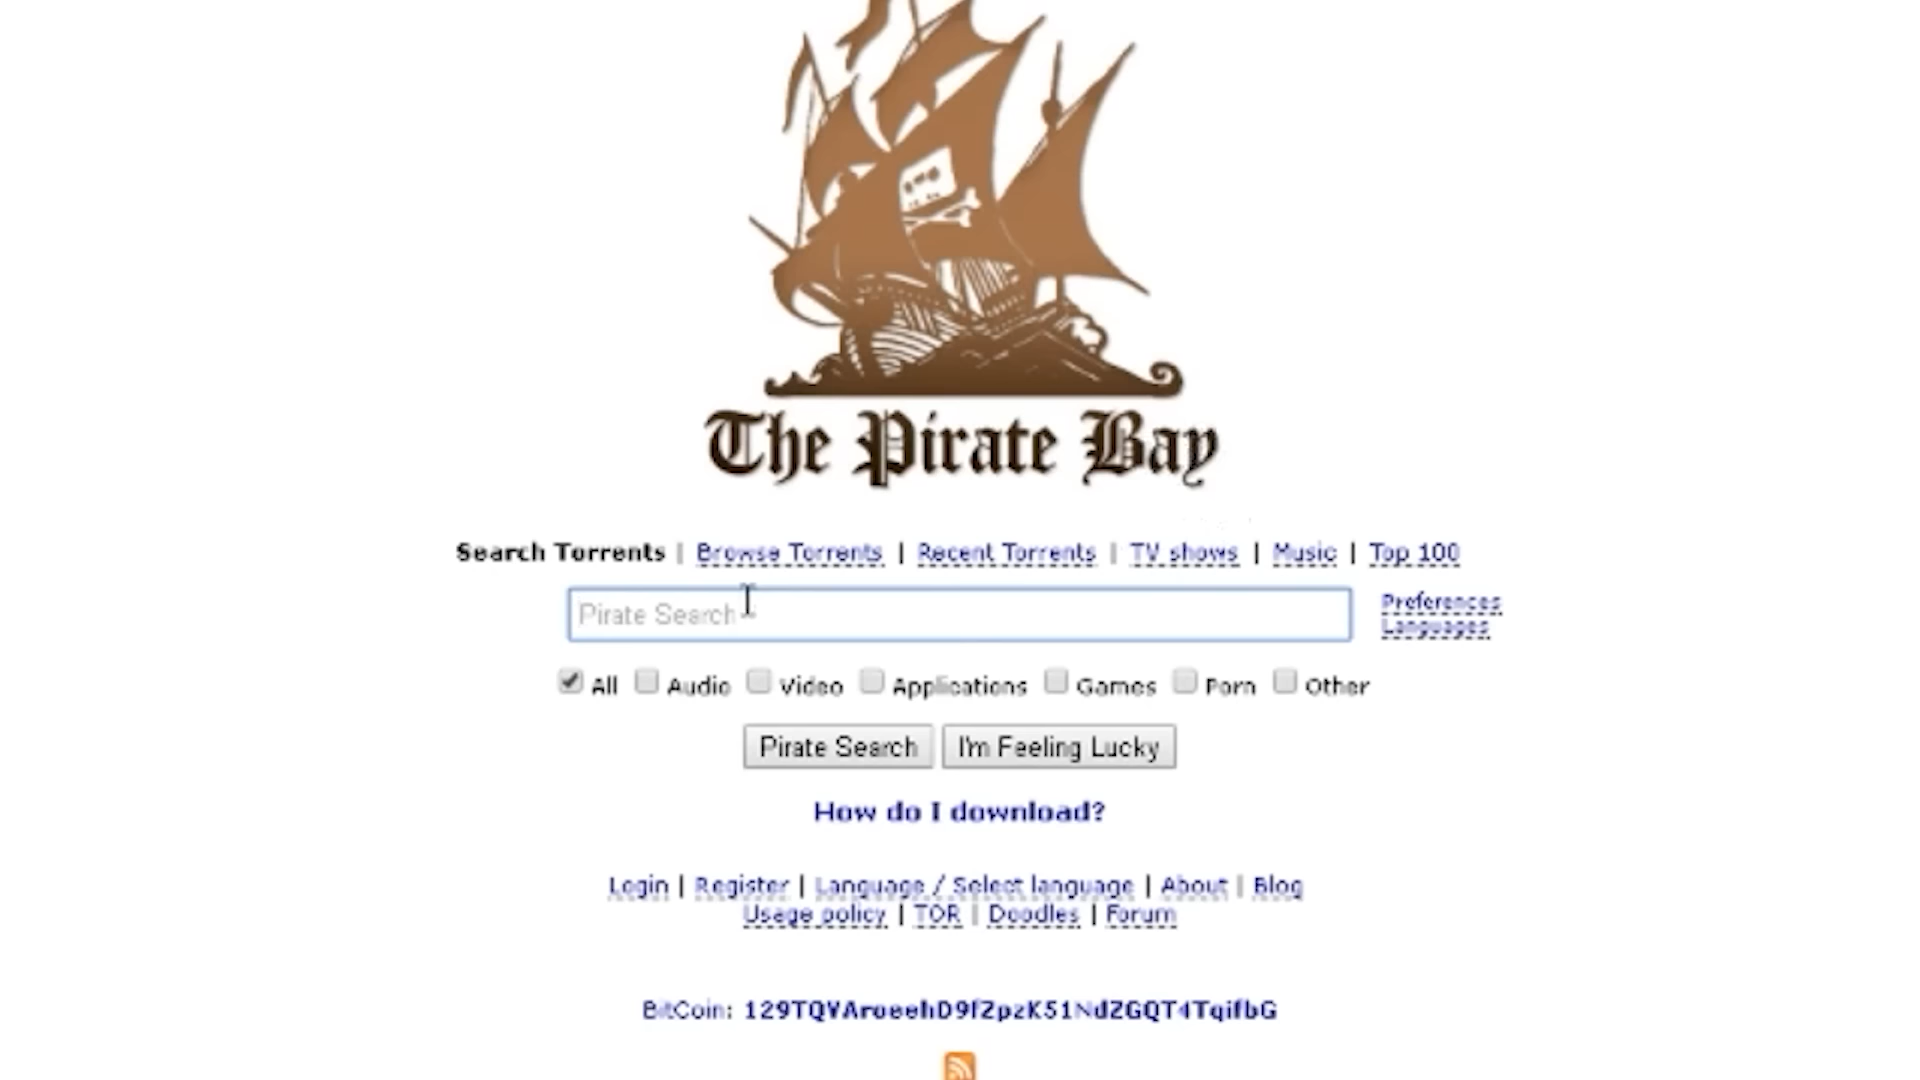 The Pirate Bay
Search Torrents | Browse Torrents | Recent Torrents | TV shows | Music | Top 100
Pirate Search
Preferences
Languages
All Audio Video Applications Games Porn Other
Pirate Search I'm Feeling Lucky
How do I download?
Login | Register | Language / Select language | About | Blog
Usage policy | TOR | Doodles | Forum
BitCoin: